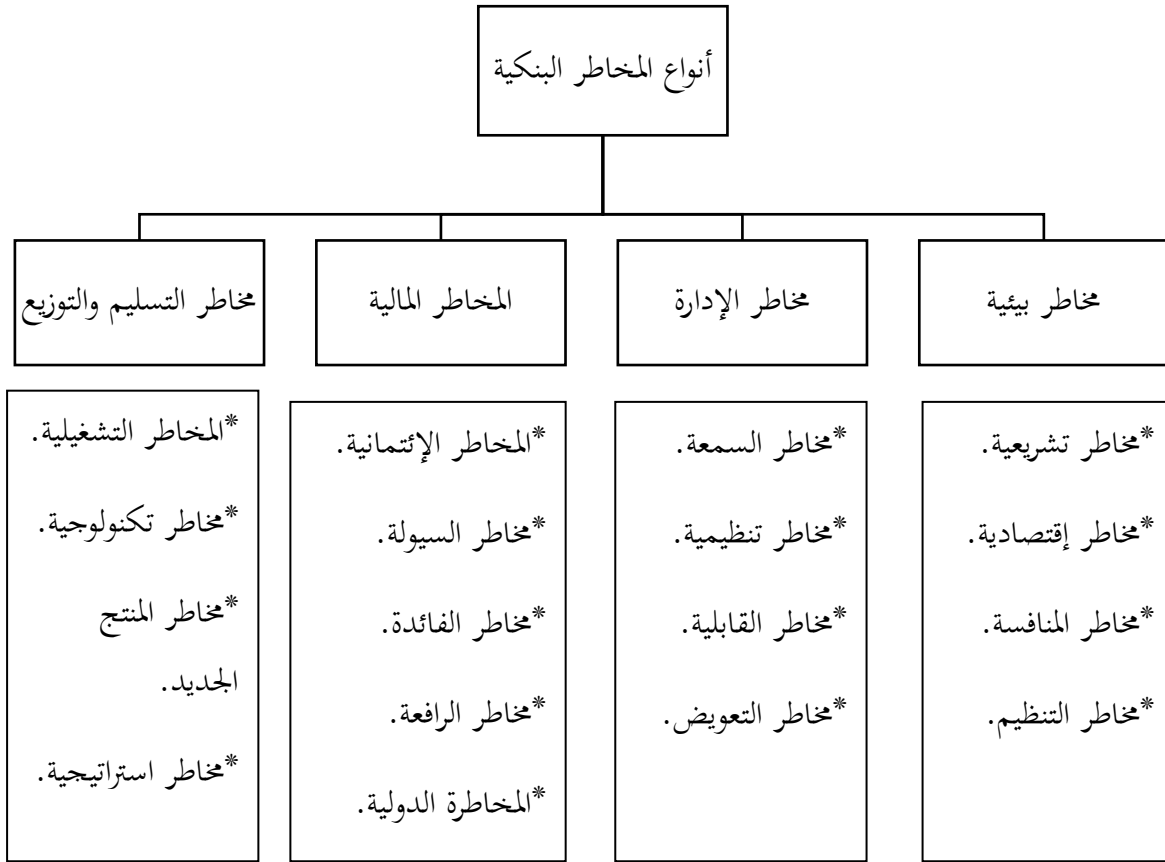 أنواع المخاطر البنكية
مخاطر بيئية
مخاطر الإدارة
المخاطر المالية
مخاطر التسليم والتوزيع
*مخاطر تشريعية.
*مخاطر إقتصادية.
*مخاطر المنافسة.
*مخاطر التنظيم.
*مخاطر السمعة.
*مخاطر تنظيمية.
*مخاطر القابلية.
*مخاطر التعويض.
*المخاطر الإئتمانية.
*مخاطر السيولة.
*مخاطر الفائدة.
*مخاطر الرافعة.
*المخاطرة الدولية.
*المخاطر التشغيلية.
*مخاطر تكنولوجية.
*مخاطر المنتج
الجديد.
*مخاطر استراتيجية.